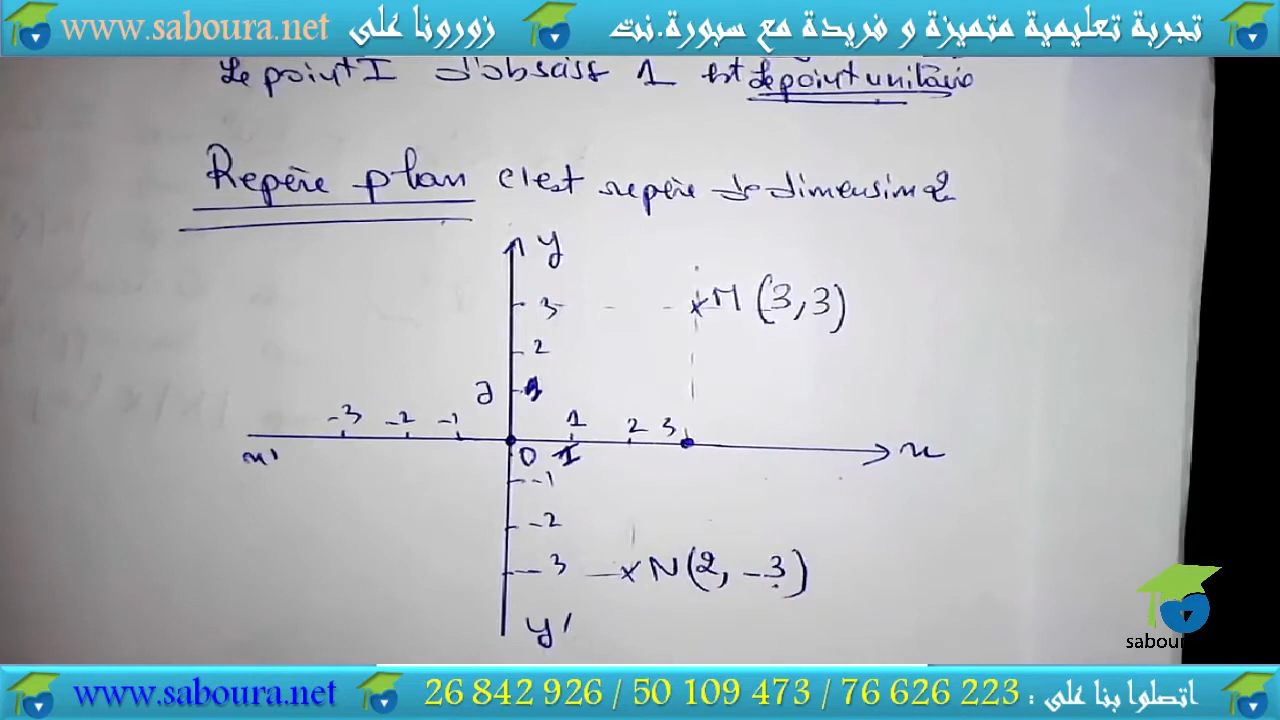 www.saboura.net زورونا على تجربة تعليمية متميزة و فريدة مع سبورة.نت
Le point I d'absciss 1 est le point unitaire
Repère plan c'est repère de dimension 2
y
3 M (3,3)
2
J 1
-3 -2 -1 1 2 3
x' O I x
-1
-2
-3 N(2, -3)
y'
sabour
www.saboura.net 26 842 926 / 50 109 473 / 76 626 223 : اتصلوا بنا على